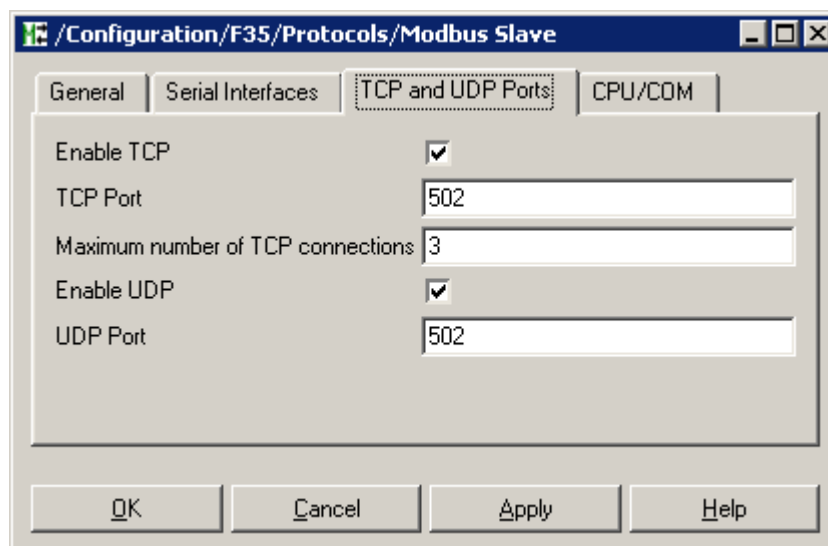 /Configuration/F35/Protocols/Modbus Slave
General Serial Interfaces TCP and UDP Ports CPU/COM
Enable TCP
TCP Port 502
Maximum number of TCP connections 3
Enable UDP
UDP Port 502
OK Cancel Apply Help